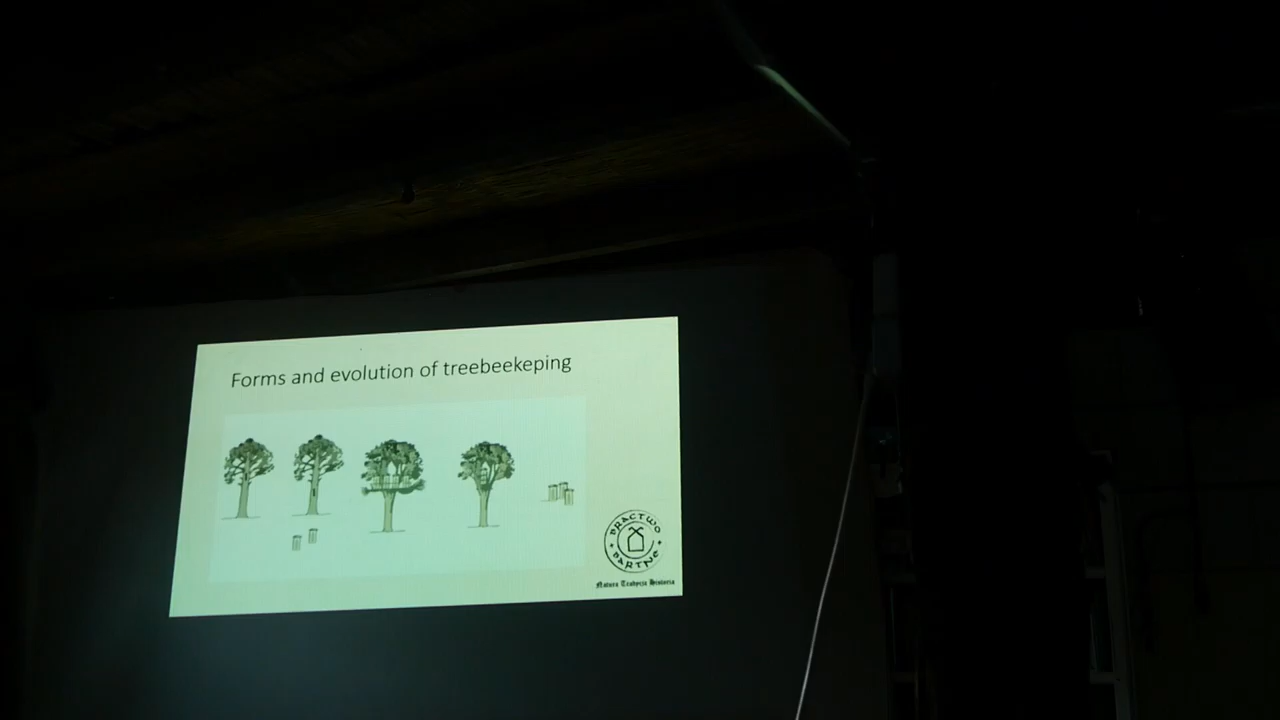 Forms and evolution of treebeekeping
BRACTWO
BARTNE
Natura Tradycja Historia